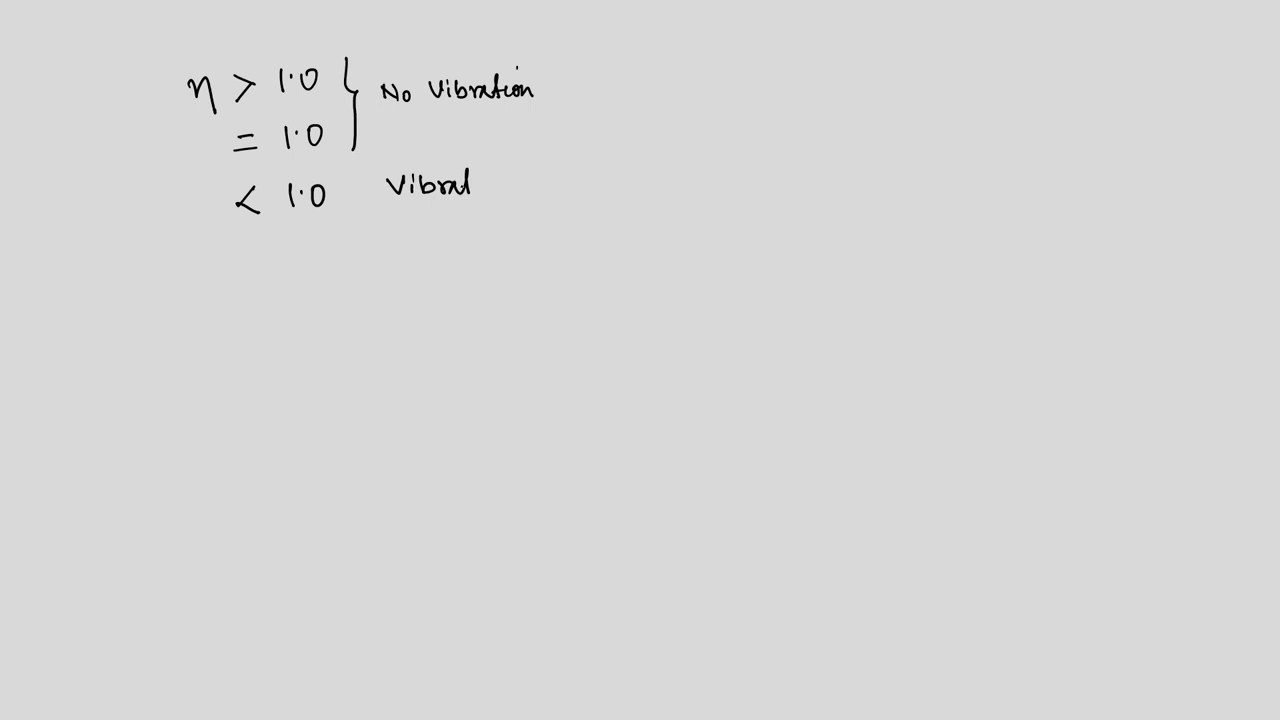 η > 1.0 } No Vibration
= 1.0
< 1.0 Vibrat